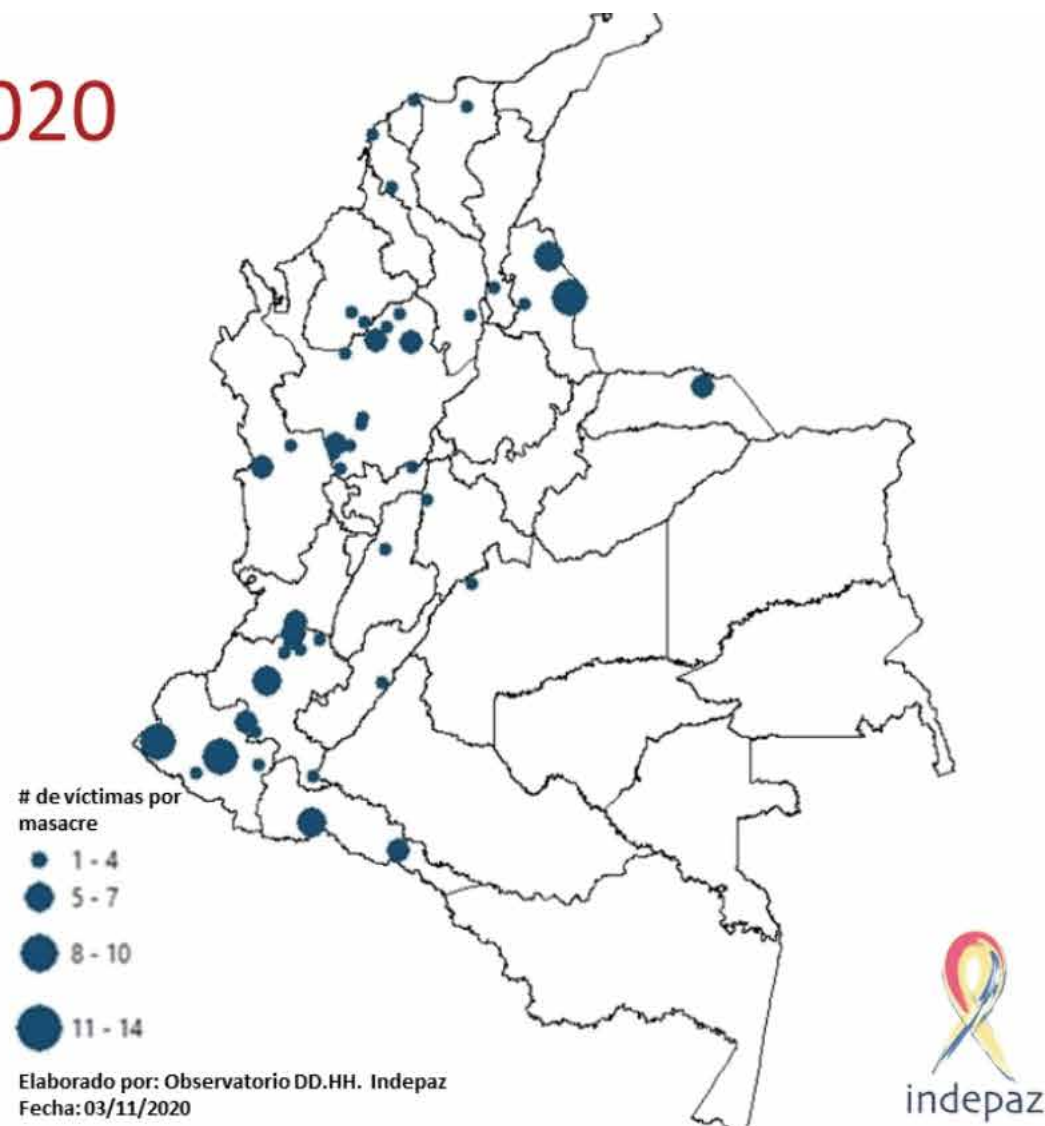 020
# de víctimas por
masacre
1 - 4
5 - 7
8 - 10
11 - 14
Elaborado por: Observatorio DD.HH. Indepaz
Fecha: 03/11/2020
indepaz